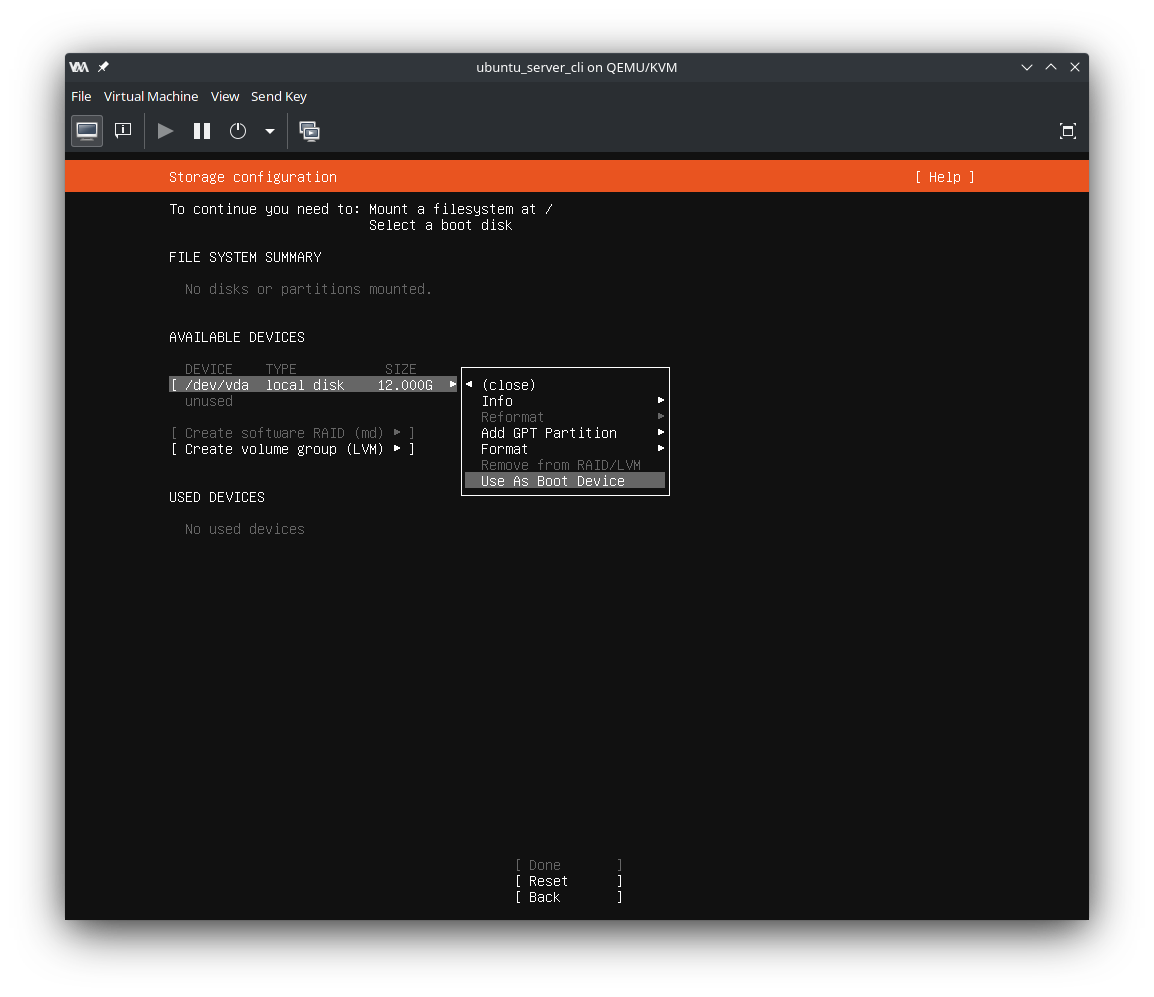 ubuntu_server_cli on QEMU/KVM
File Virtual Machine View Send Key
Storage configuration [ Help ]
To continue you need to: Mount a filesystem at /
Select a boot disk
FILE SYSTEM SUMMARY
No disks or partitions mounted.
AVAILABLE DEVICES
DEVICE TYPE SIZE
[ /dev/vda local disk 12.000G ▸
unused
[ Create software RAID (md) ▸ ]
[ Create volume group (LVM) ▸ ]
◂ (close)
Info ▸
Reformat ▸
Add GPT Partition ▸
Format ▸
Remove from RAID/LVM
Use As Boot Device
USED DEVICES
No used devices
[ Done ]
[ Reset ]
[ Back ]